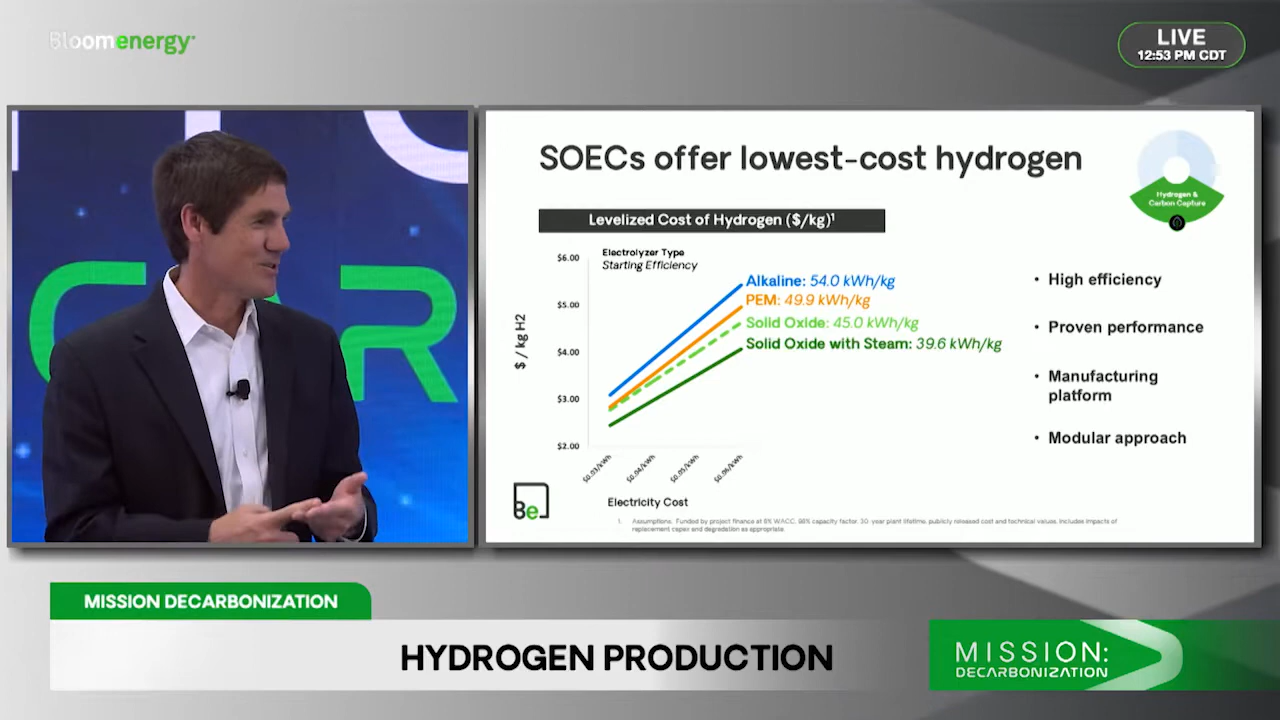 Bloomenergy
LIVE
12:53 PM CDT
CAR
SOECs offer lowest-cost hydrogen
Hydrogen &
Carbon Capture
Levelized Cost of Hydrogen ($/kg)¹
Electrolyzer Type
Starting Efficiency
$ / kg H2
$6.00
$5.00
$4.00
$3.00
$2.00
Alkaline: 54.0 kWh/kg
PEM: 49.9 kWh/kg
Solid Oxide: 45.0 kWh/kg
Solid Oxide with Steam: 39.6 kWh/kg
$0.03/kWh
$0.04/kWh
$0.05/kWh
$0.06/kWh
Electricity Cost
• High efficiency
• Proven performance
• Manufacturing
platform
• Modular approach
Be
1. Assumptions: Funded by project finance at 8% WACC, 98% capacity factor, 20-year plant lifetime, publicly released cost and technical values. Includes impacts of
replacement capex and degradation as appropriate.
MISSION DECARBONIZATION
HYDROGEN PRODUCTION
MISSION:
DECARBONIZATION